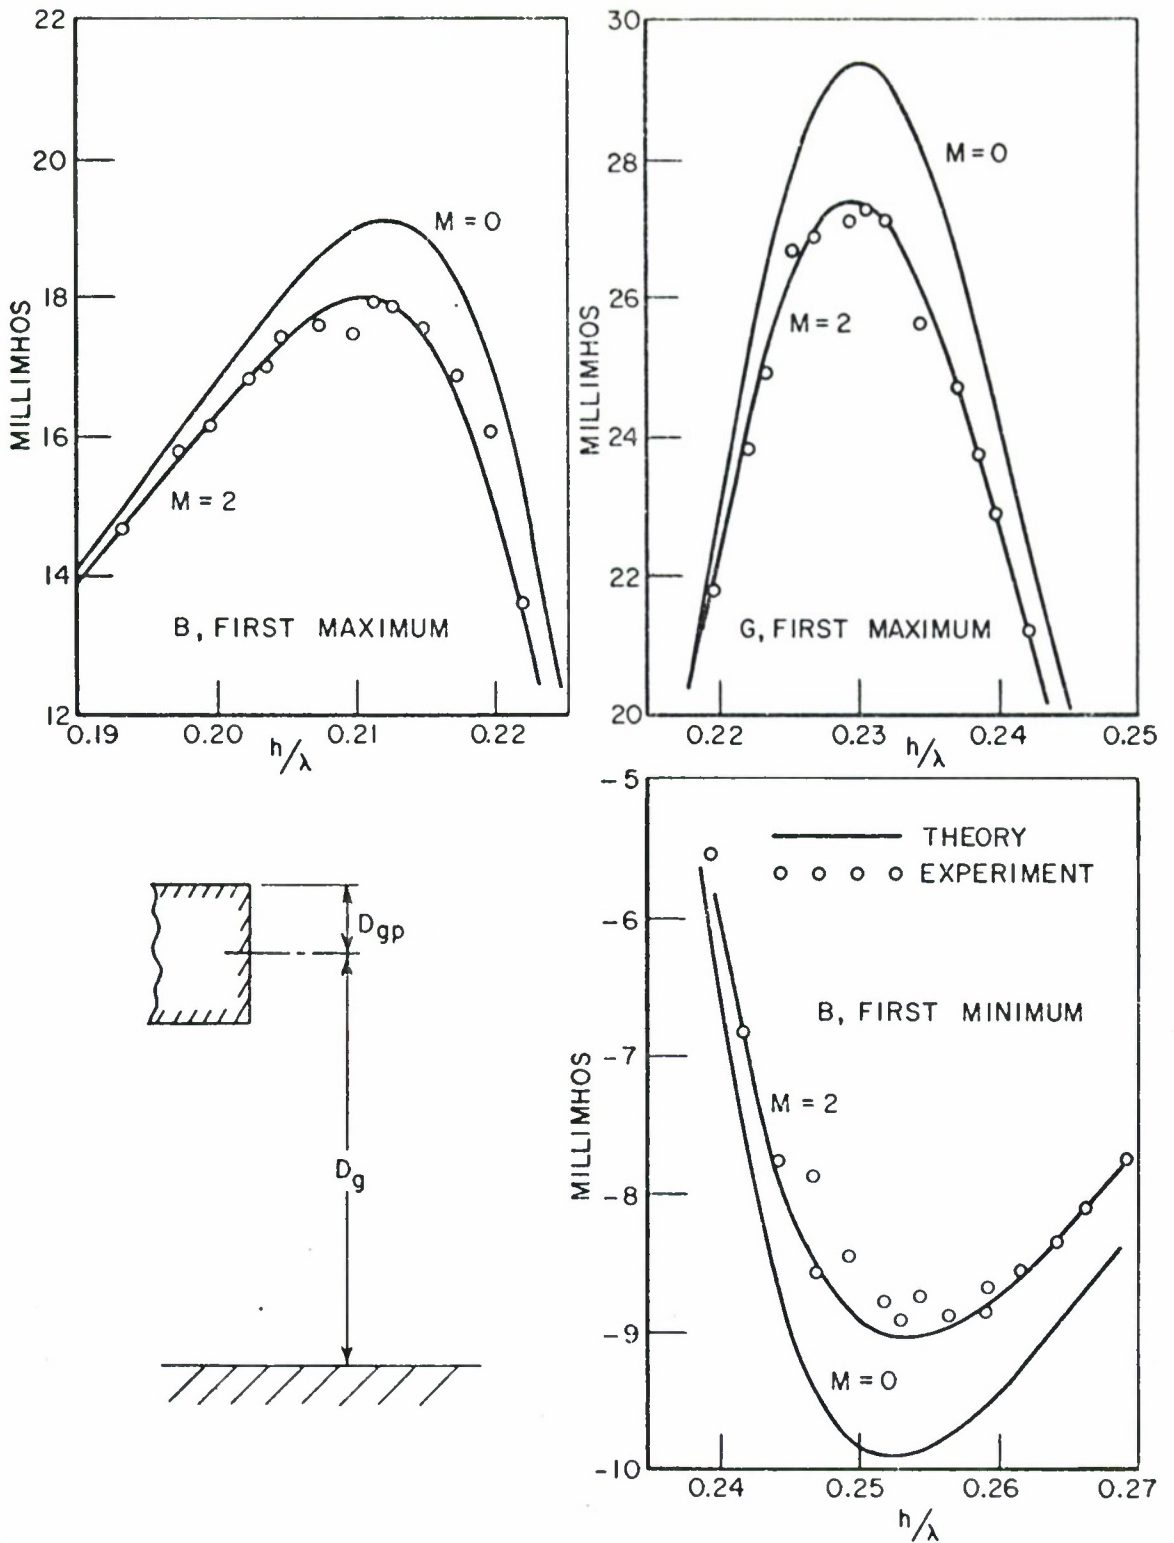 22
20
18
16
14
12
MILLIMHOS
M = 0
M = 2
B, FIRST MAXIMUM
0.19 0.20 0.21 0.22
h/λ
30
28
26
24
22
20
MILLIMHOS
M = 0
M = 2
G, FIRST MAXIMUM
0.22 0.23 0.24 0.25
h/λ
Dgp
Dg
-5
-6
-7
-8
-9
-10
MILLIMHOS
THEORY
EXPERIMENT
B, FIRST MINIMUM
M = 2
M = 0
0.24 0.25 0.26 0.27
h/λ